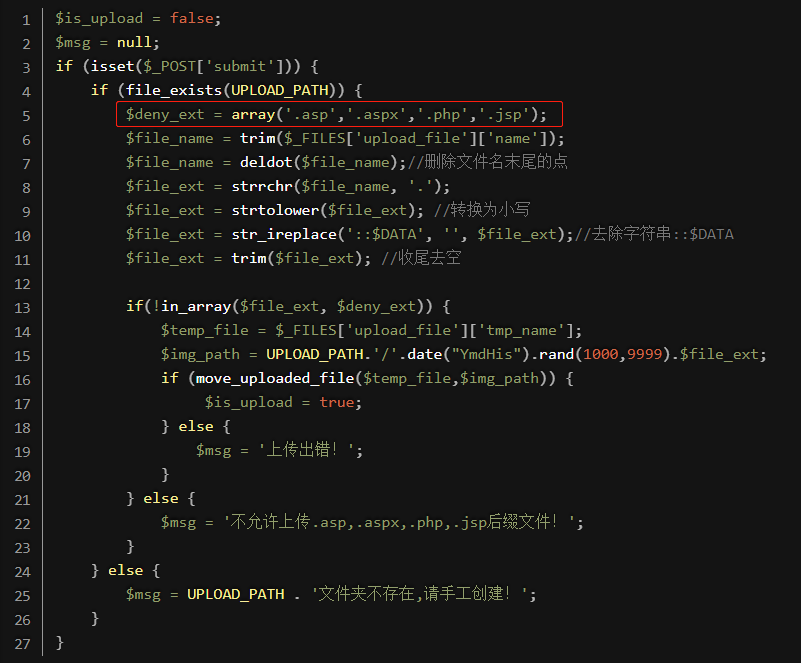 1 $is_upload = false;
2 $msg = null;
3 if (isset($_POST['submit'])) {
4 if (file_exists(UPLOAD_PATH)) {
5 $deny_ext = array('.asp','.aspx','.php','.jsp');
6 $file_name = trim($_FILES['upload_file']['name']);
7 $file_name = deldot($file_name);//删除文件名末尾的点
8 $file_ext = strrchr($file_name, '.');
9 $file_ext = strtolower($file_ext); //转换为小写
10 $file_ext = str_ireplace('::$DATA', '', $file_ext);//去除字符串::$DATA
11 $file_ext = trim($file_ext); //收尾去空
12
13 if(!in_array($file_ext, $deny_ext)) {
14 $temp_file = $_FILES['upload_file']['tmp_name'];
15 $img_path = UPLOAD_PATH.'/'.date("YmdHis").rand(1000,9999).$file_ext;
16 if (move_uploaded_file($temp_file,$img_path)) {
17 $is_upload = true;
18 } else {
19 $msg = '上传出错！';
20 }
21 } else {
22 $msg = '不允许上传.asp,.aspx,.php,.jsp后缀文件！';
23 }
24 } else {
25 $msg = UPLOAD_PATH . '文件夹不存在,请手工创建！';
26 }
27 }